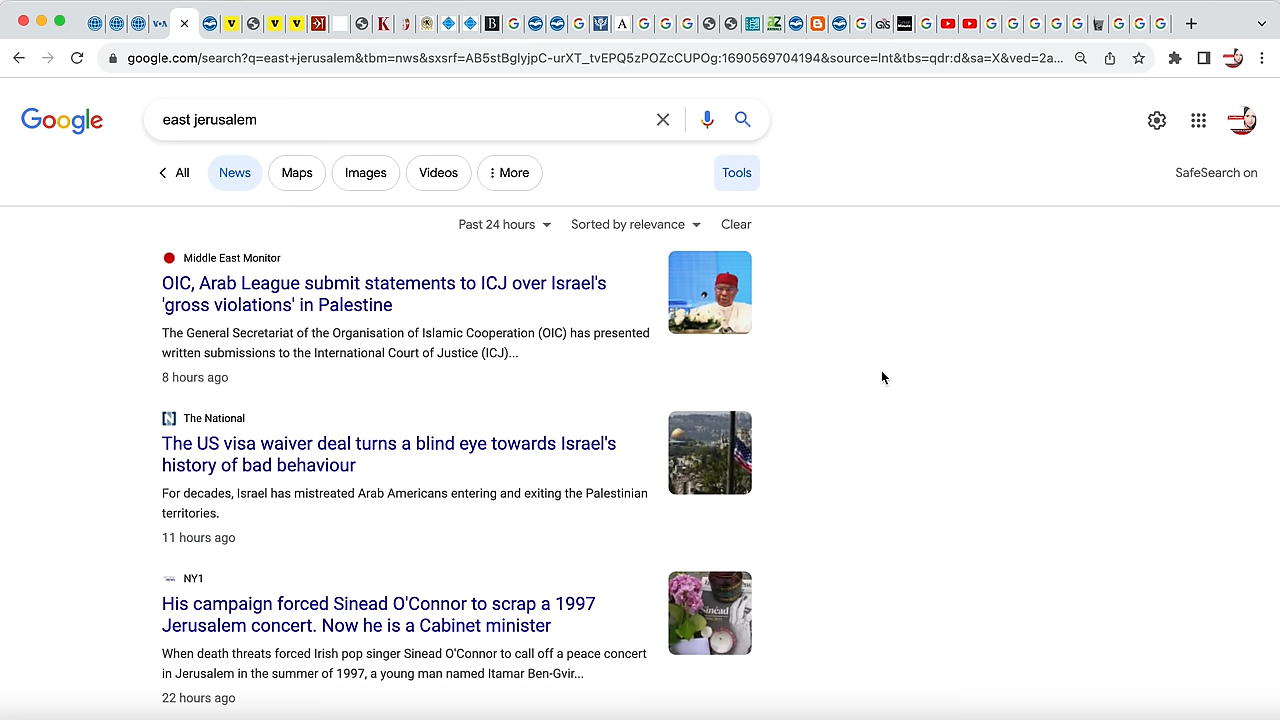 google.com/search?q=east+jerusalem&tbm=nws&sxsrf=AB5stBglyjpC-urXT_tvEPQ5zPOZcCUPOg:1690569704194&source=lnt&tbs=qdr:d&sa=X&ved=2a...
Google
east jerusalem
All News Maps Images Videos More Tools SafeSearch on
Past 24 hours Sorted by relevance Clear
Middle East Monitor
OIC, Arab League submit statements to ICJ over Israel's
'gross violations' in Palestine
The General Secretariat of the Organisation of Islamic Cooperation (OIC) has presented
written submissions to the International Court of Justice (ICJ)...
8 hours ago
The National
The US visa waiver deal turns a blind eye towards Israel's
history of bad behaviour
For decades, Israel has mistreated Arab Americans entering and exiting the Palestinian
territories.
11 hours ago
NY1
His campaign forced Sinead O'Connor to scrap a 1997
Jerusalem concert. Now he is a Cabinet minister
When death threats forced Irish pop singer Sinead O'Connor to call off a peace concert
in Jerusalem in the summer of 1997, a young man named Itamar Ben-Gvir...
22 hours ago